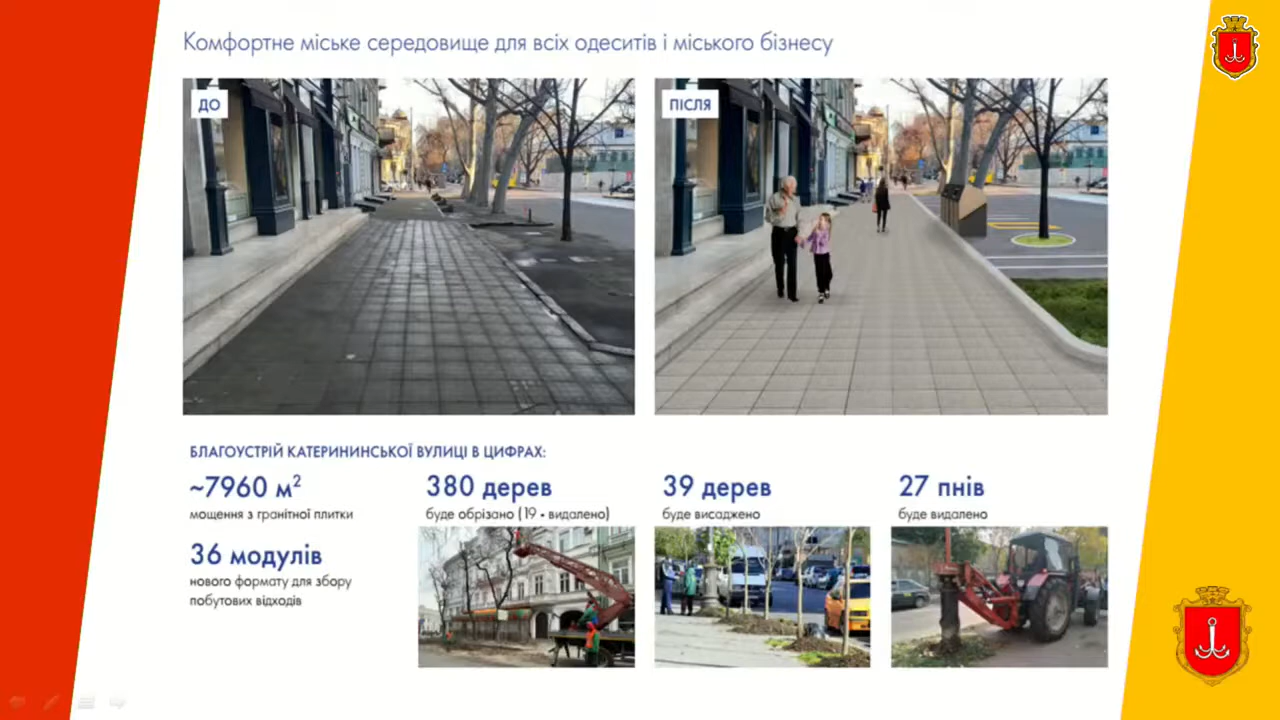 Комфортне міське середовище для всіх одеситів і міського бізнесу
ДО
ПІСЛЯ
БЛАГОУСТРІЙ КАТЕРИНИНСЬКОЇ ВУЛИЦІ В ЦИФРАХ:
~7960 м²
мощення з гранітної плитки
36 модулів
нового формату для збору
побутових відходів
380 дерев
буде обрізано (19 - видалено)
39 дерев
буде висаджено
27 пнів
буде видалено